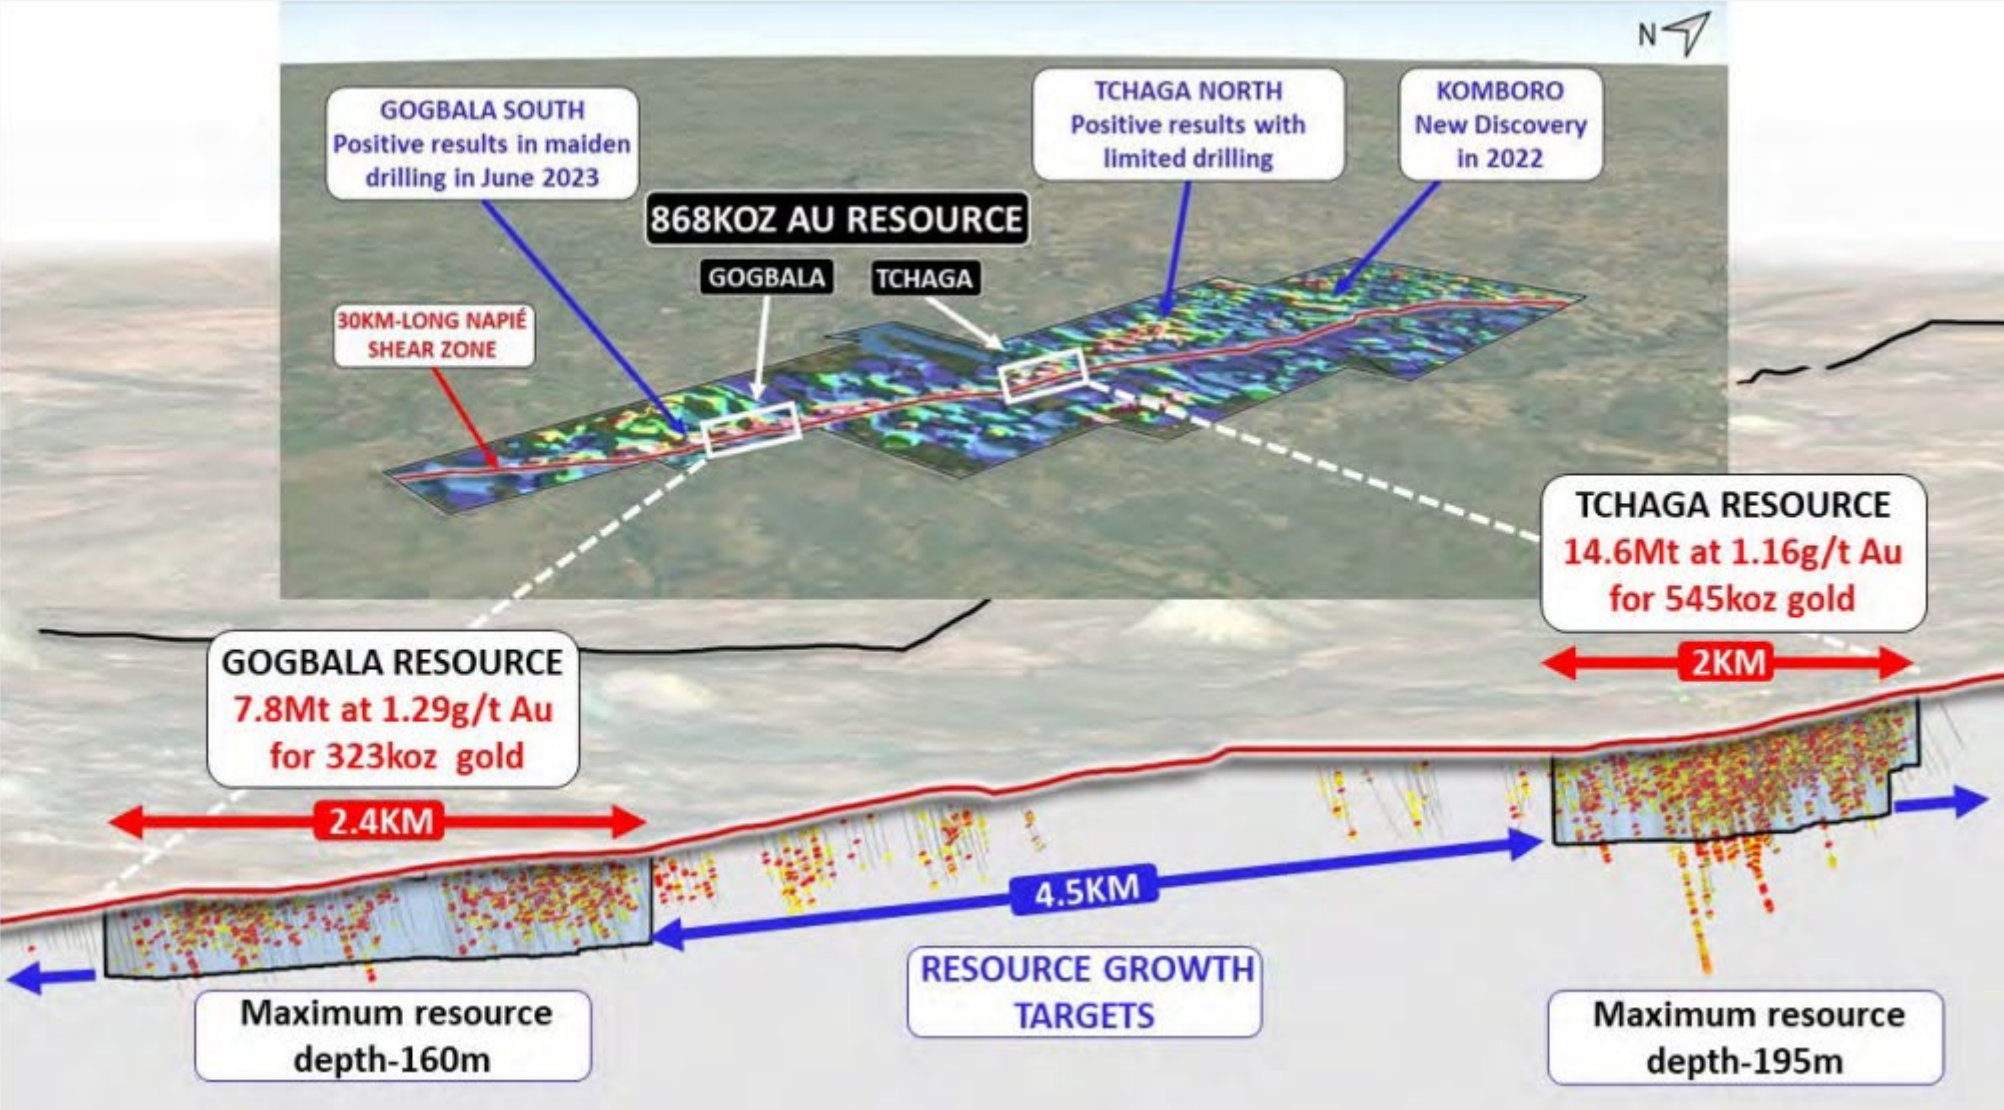 N
GOGBALA SOUTH
Positive results in maiden
drilling in June 2023
TCHAGA NORTH
Positive results with
limited drilling
KOMBORO
New Discovery
in 2022
868KOZ AU RESOURCE
GOGBALA
TCHAGA
30KM-LONG NAPIÉ
SHEAR ZONE
TCHAGA RESOURCE
14.6Mt at 1.16g/t Au
for 545koz gold
2KM
GOGBALA RESOURCE
7.8Mt at 1.29g/t Au
for 323koz gold
2.4KM
4.5KM
RESOURCE GROWTH
TARGETS
Maximum resource
depth-160m
Maximum resource
depth-195m